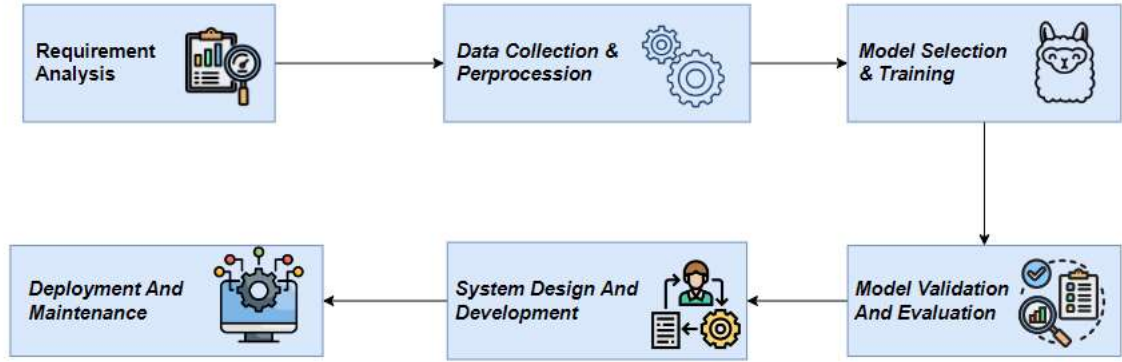 Requirement
Analysis
Data Collection &
Perprocession
Model Selection
& Training
Model Validation
And Evaluation
System Design And
Development
Deployment And
Maintenance